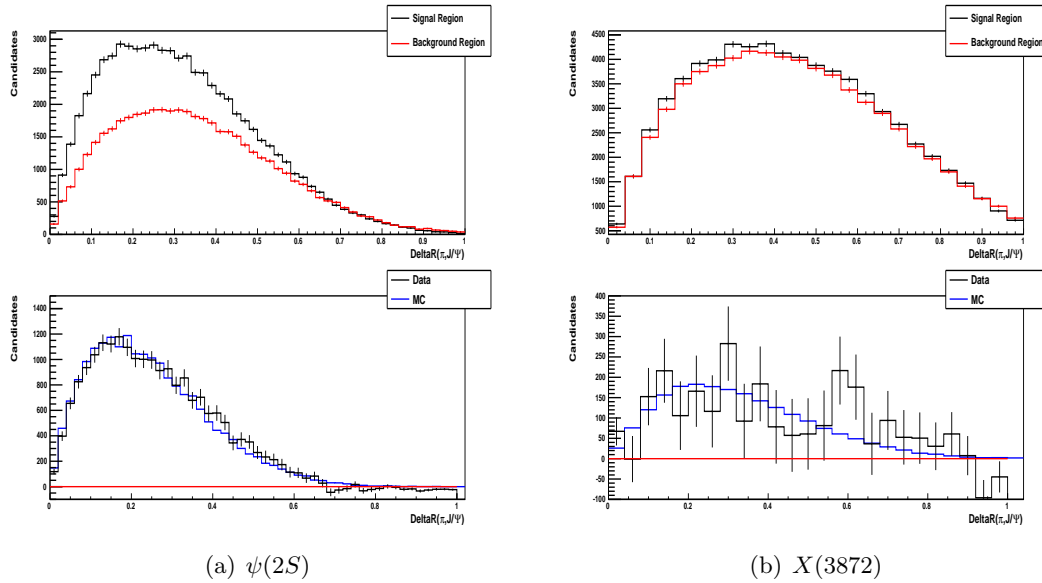 Signal Region
Background Region
Candidates
3000
2500
2000
1500
1000
500
0
0 0.1 0.2 0.3 0.4 0.5 0.6 0.7 0.8 0.9 1
DeltaR(π,J/Ψ)
Signal Region
Background Region
Candidates
4500
4000
3500
3000
2500
2000
1500
1000
500
0 0.1 0.2 0.3 0.4 0.5 0.6 0.7 0.8 0.9 1
DeltaR(π,J/Ψ)
Data
MC
Candidates
1400
1200
1000
800
600
400
200
0
0 0.2 0.4 0.6 0.8 1
DeltaR(π,J/Ψ)
Data
MC
Candidates
400
350
300
250
200
150
100
50
0
-50
-100
0 0.2 0.4 0.6 0.8 1
DeltaR(π,J/Ψ)
(a) ψ(2S)
(b) X(3872)